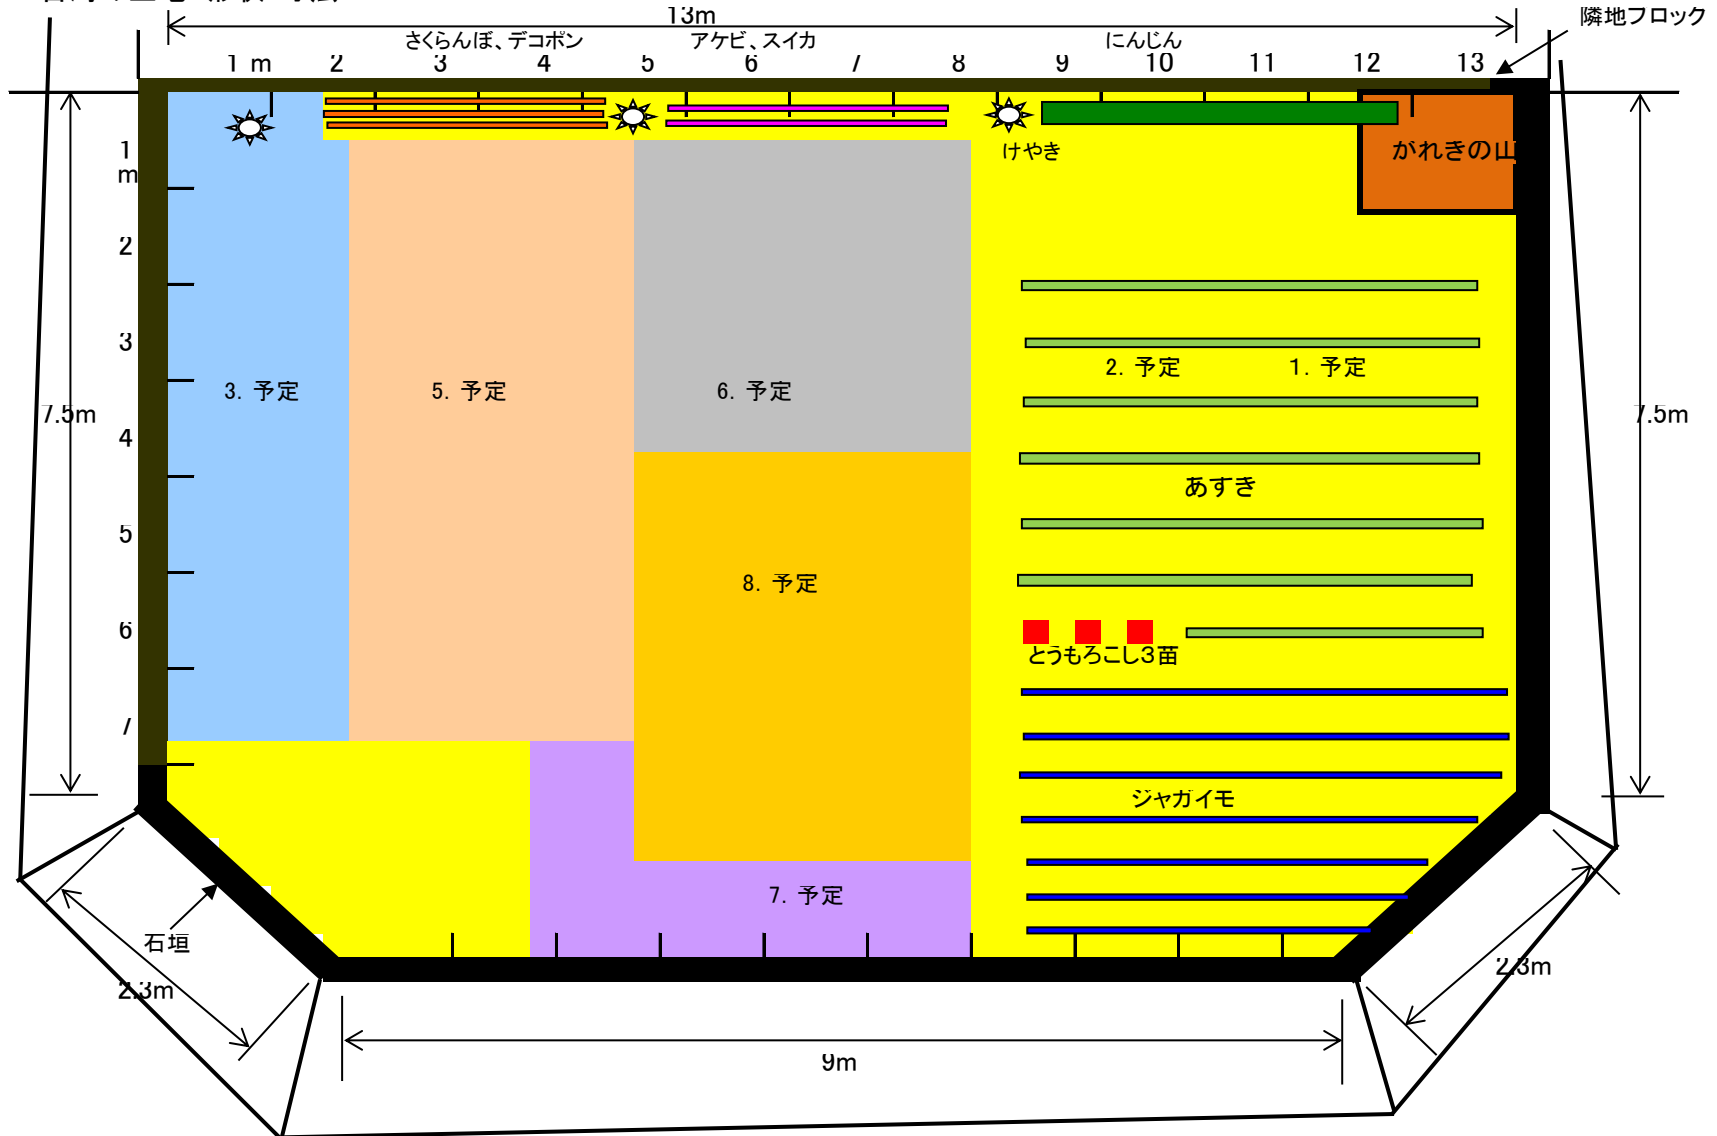 13m
隣地フロック
さくらんぼ、デコポン
アケビ、スイカ
にんじん
1 m 2 3 4 5 6 7 8 9 10 11 12 13
けやき
がれきの山
1
m
2
3
2. 予定
1. 予定
3. 予定
5. 予定
6. 予定
7.5m
7.5m
4
あすき
5
8. 予定
6
とうもろこし3苗
7
ジャガイモ
7. 予定
石垣
2.3m
2.3m
9m